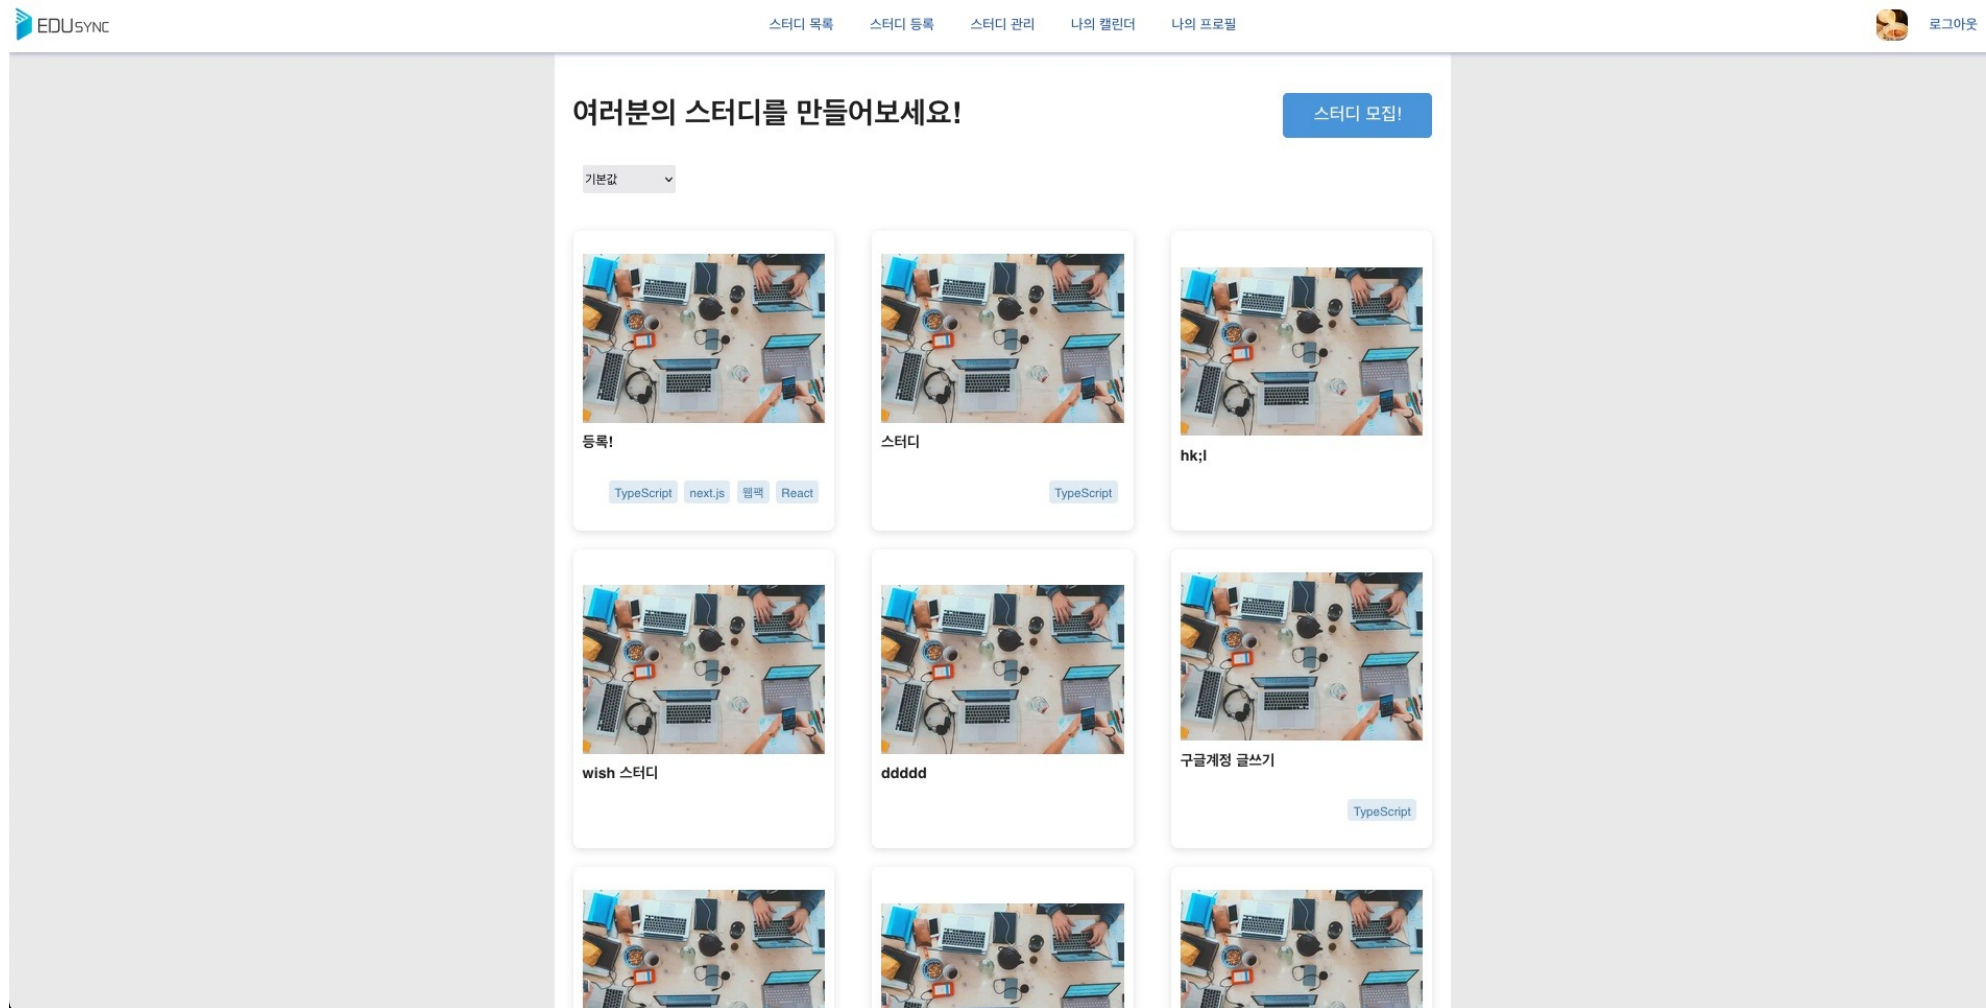 EDUSYNC
스터디 목록 스터디 등록 스터디 관리 나의 캘린더 나의 프로필
로그아웃
여러분의 스터디를 만들어보세요!
스터디 모집!
기본값
등록!
TypeScript next.js 웹팩 React
스터디
TypeScript
hk;l
wish 스터디
ddddd
구글계정 글쓰기
TypeScript